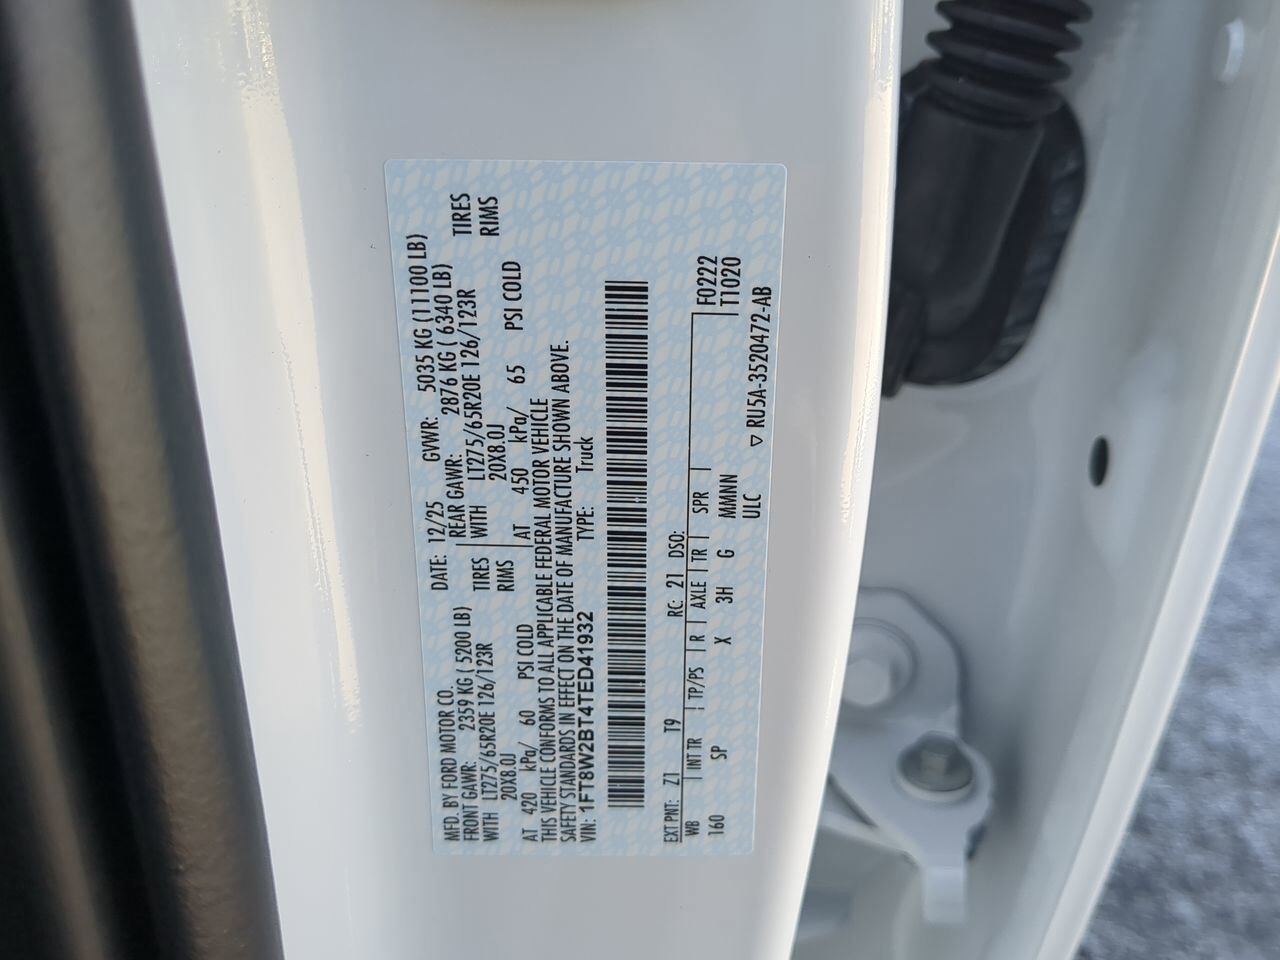 MFD. BY FORD MOTOR CO.
DATE: 12/25 GVWR: 5035 KG (11100 LB)
FRONT GAWR: 2359 KG ( 5200 LB) REAR GAWR: 2876 KG ( 6340 LB)
WITH LT275/65R20E 126/123R TIRES WITH LT275/65R20E 126/123R TIRES
20X8.0J RIMS 20X8.0J RIMS
AT 420 kPa/ 60 PSI COLD AT 450 kPa/ 65 PSI COLD
THIS VEHICLE CONFORMS TO ALL APPLICABLE FEDERAL MOTOR VEHICLE
SAFETY STANDARDS IN EFFECT ON THE DATE OF MANUFACTURE SHOWN ABOVE.
VIN: 1FT8W2BT4TED41932 TYPE: Truck
EXT PNT: Z1 T9 RC: 21 DSO:
WB INT TR TP/PS R AXLE TR SPR F0222
160 SP X 3H G MMMNN T1020
ULC ▽ RU5A-3520472-AB